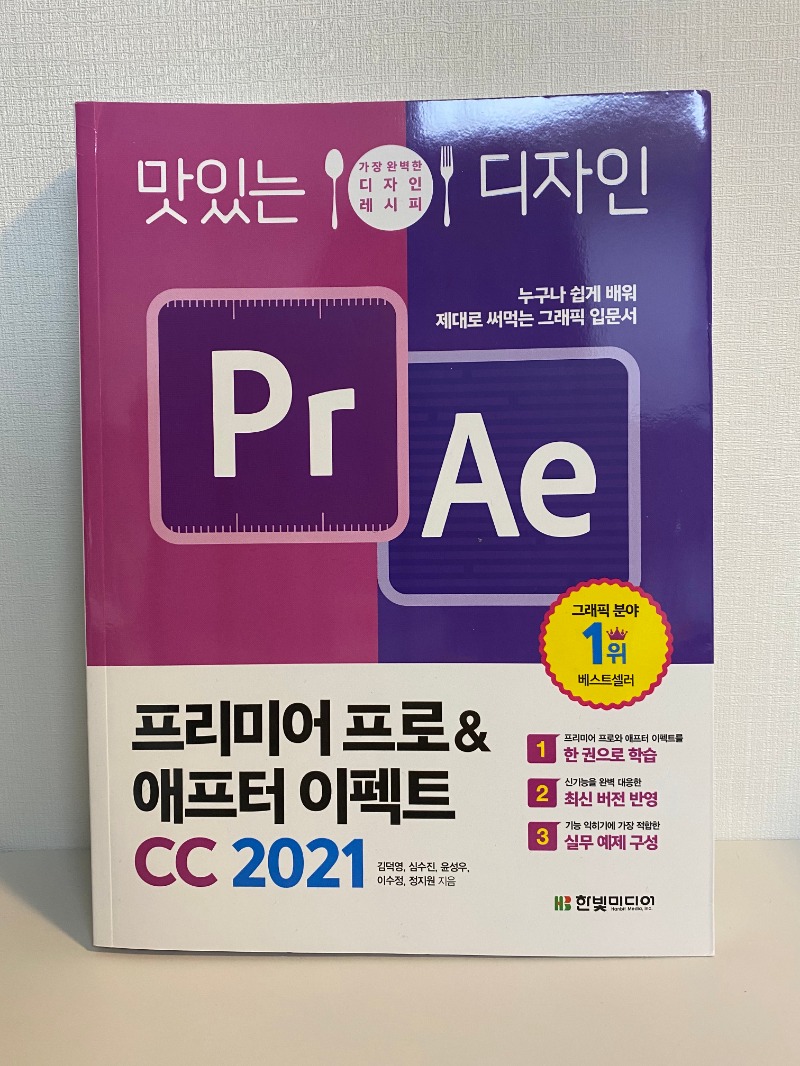 맛있는 디자인
가장 완벽한
디자인
레시피
누구나 쉽게 배워
제대로 써먹는 그래픽 입문서
Pr
Ae
그래픽 분야
1위
베스트셀러
프리미어 프로 &
애프터 이펙트
CC 2021
김덕영, 심수진, 윤성우,
이수정, 정지원 지음
1 프리미어 프로와 애프터 이펙트를
한 권으로 학습
2 신기능을 완벽 대응한
최신 버전 반영
3 기능 익히기에 가장 적합한
실무 예제 구성
HB 한빛미디어
Hanbit Media, Inc.